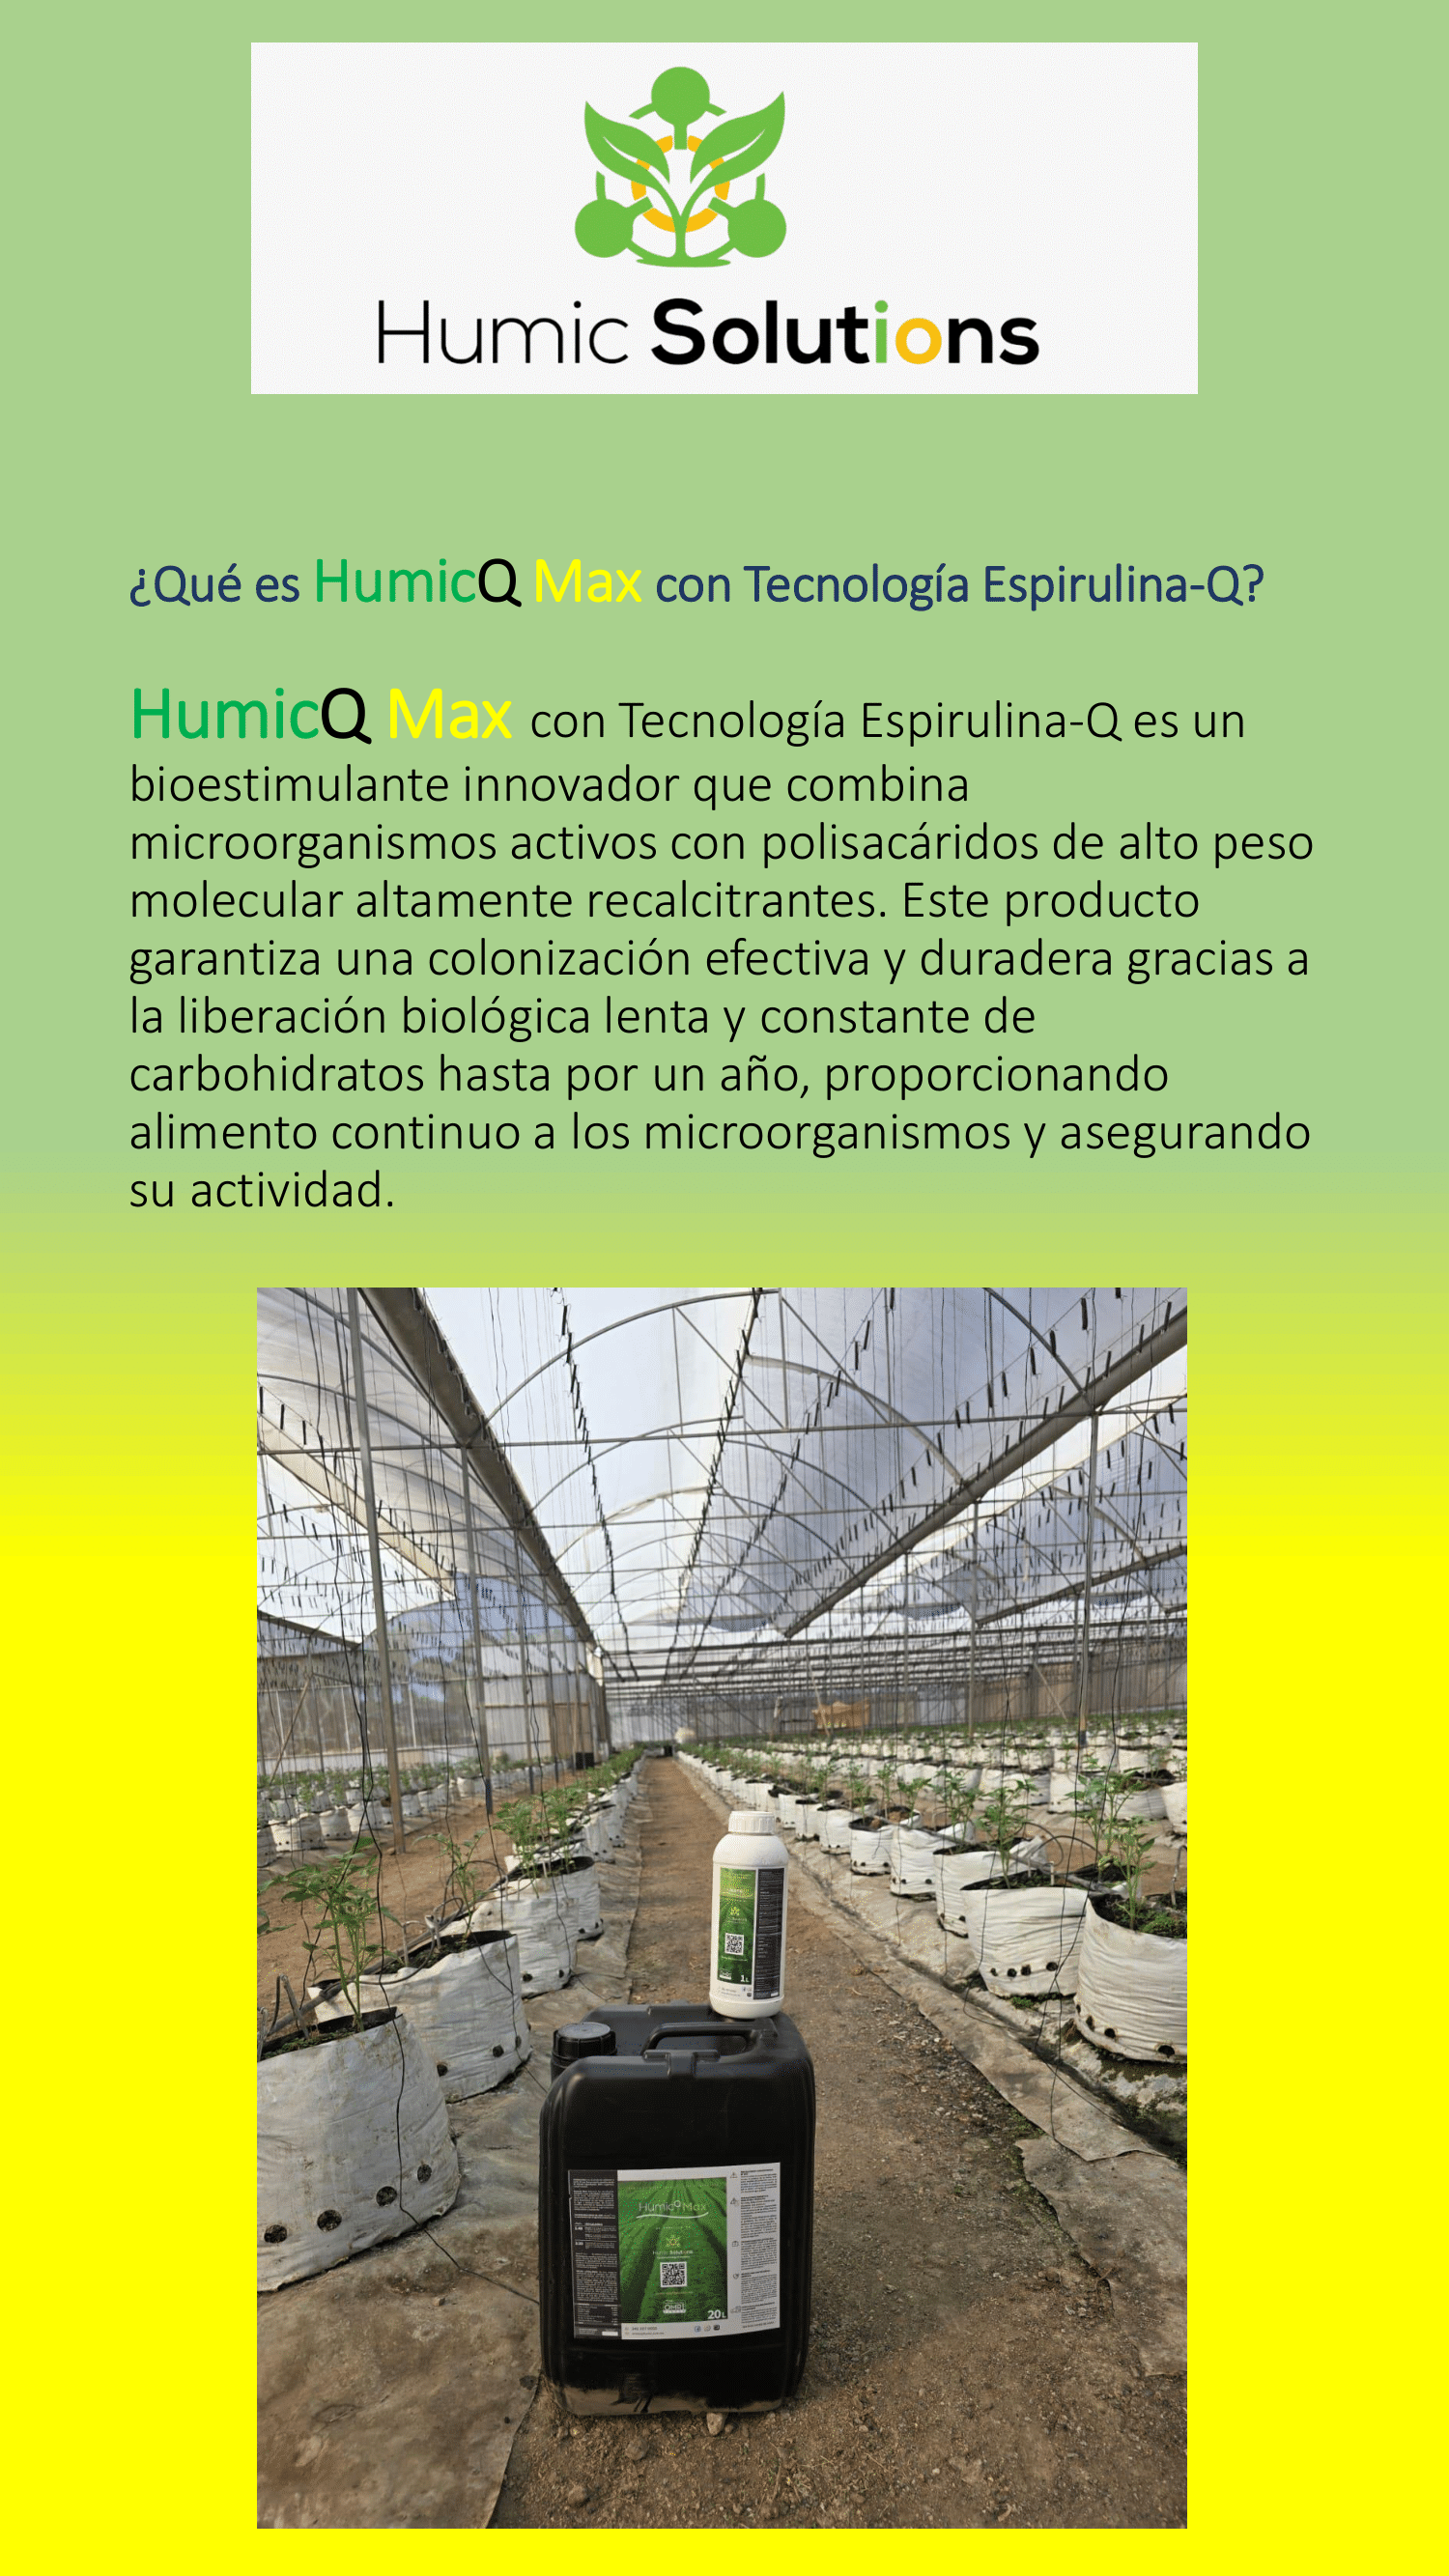 Humic Solutions
¿Qué es HumicQ Max con Tecnología Espirulina-Q?
HumicQ Max con Tecnología Espirulina-Q es un
bioestimulante innovador que combina
microorganismos activos con polisacáridos de alto peso
molecular altamente recalcitrantes. Este producto
garantiza una colonización efectiva y duradera gracias a
la liberación biológica lenta y constante de
carbohidratos hasta por un año, proporcionando
alimento continuo a los microorganismos y asegurando
su actividad.
1L
HumicQ Max
Humic Solutions
20L